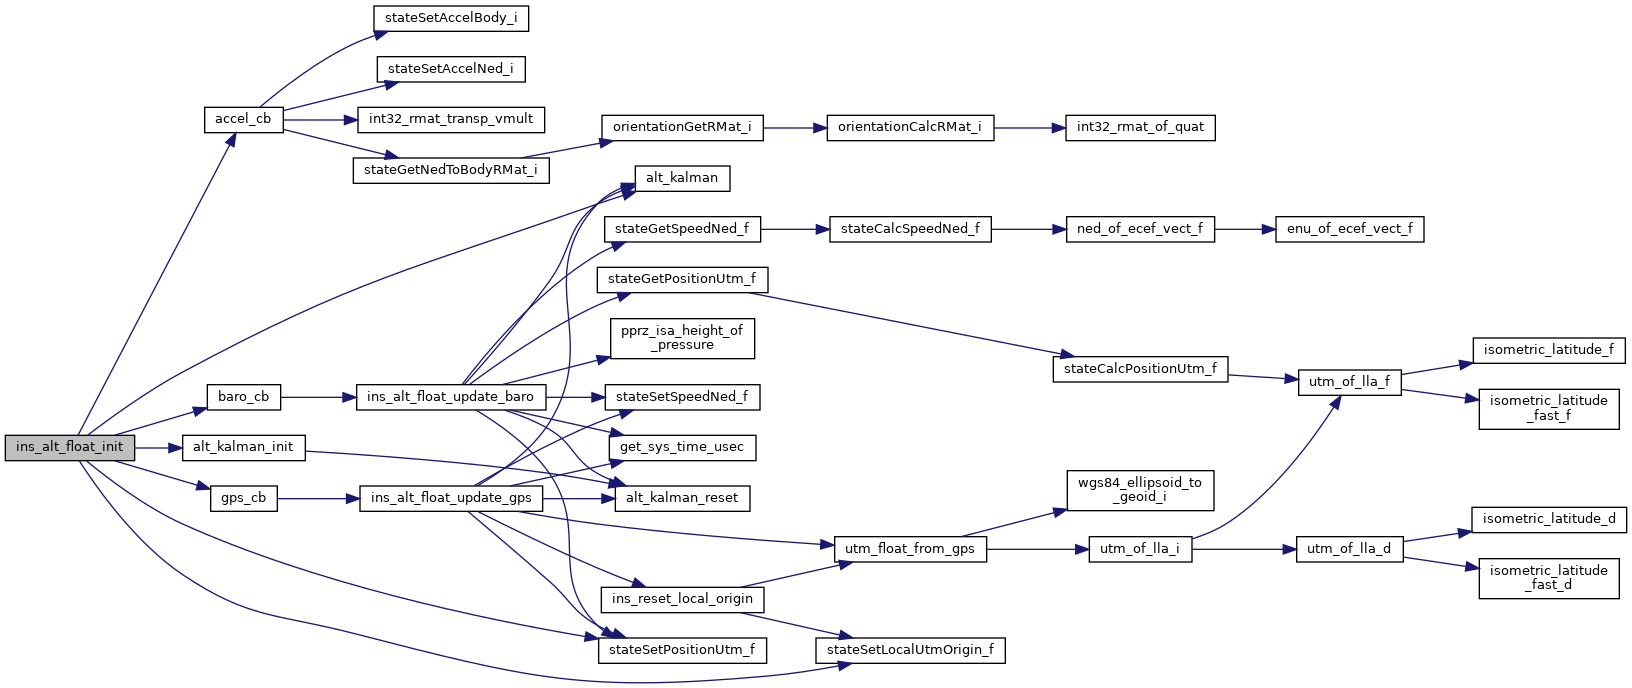 stateSetAccelBody_i
stateSetAccelNed_i
accel_cb
int32_rmat_transp_vmult
orientationGetRMat_i
orientationCalcRMat_i
int32_rmat_of_quat
stateGetNedToBodyRMat_i
alt_kalman
stateGetSpeedNed_f
stateCalcSpeedNed_f
ned_of_ecef_vect_f
enu_of_ecef_vect_f
stateGetPositionUtm_f
pprz_isa_height_of
_pressure
isometric_latitude_f
stateCalcPositionUtm_f
utm_of_lla_f
baro_cb
ins_alt_float_update_baro
stateSetSpeedNed_f
isometric_latitude
_fast_f
ins_alt_float_init
alt_kalman_init
get_sys_time_usec
gps_cb
ins_alt_float_update_gps
alt_kalman_reset
wgs84_ellipsoid_to
_geoid_i
isometric_latitude_d
utm_float_from_gps
utm_of_lla_i
utm_of_lla_d
isometric_latitude
_fast_d
ins_reset_local_origin
stateSetPositionUtm_f
stateSetLocalUtmOrigin_f